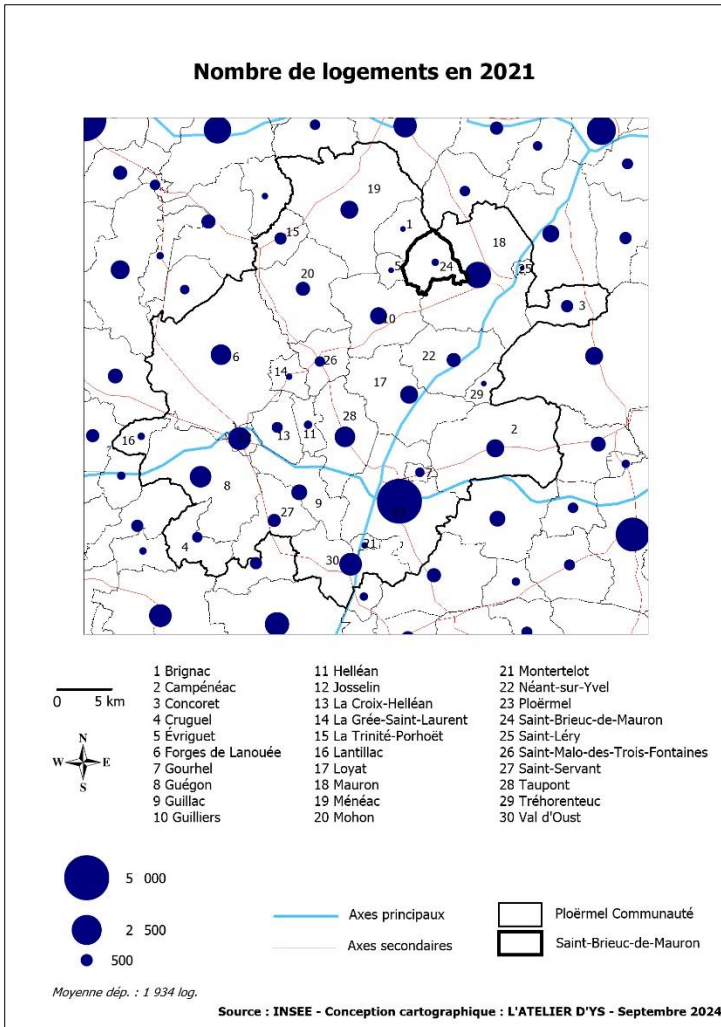 Nombre de logements en 2021
19
1
18
15
24
5
25
20
3
10
6
22
26
14
17
29
28
2
13
11
12
16
7
8
9
23
27
4
21
30
1 Brignac
2 Campénéac
3 Concoret
4 Cruguel
5 Évriguet
6 Forges de Lanouée
7 Gourhel
8 Guégon
9 Guillac
10 Guilliers
11 Helléan
12 Josselin
13 La Croix-Helléan
14 La Grée-Saint-Laurent
15 La Trinité-Porhoët
16 Lantillac
17 Loyat
18 Mauron
19 Ménéac
20 Mohon
21 Montertelot
22 Néant-sur-Yvel
23 Ploërmel
24 Saint-Brieuc-de-Mauron
25 Saint-Léry
26 Saint-Malo-des-Trois-Fontaines
27 Saint-Servant
28 Taupont
29 Tréhorenteuc
30 Val d'Oust
0 5 km
N
W E
S
5 000
2 500
500
Axes principaux
Axes secondaires
Ploërmel Communauté
Saint-Brieuc-de-Mauron
Moyenne dép. : 1 934 log.
Source : INSEE - Conception cartographique : L'ATELIER D'YS - Septembre 2024